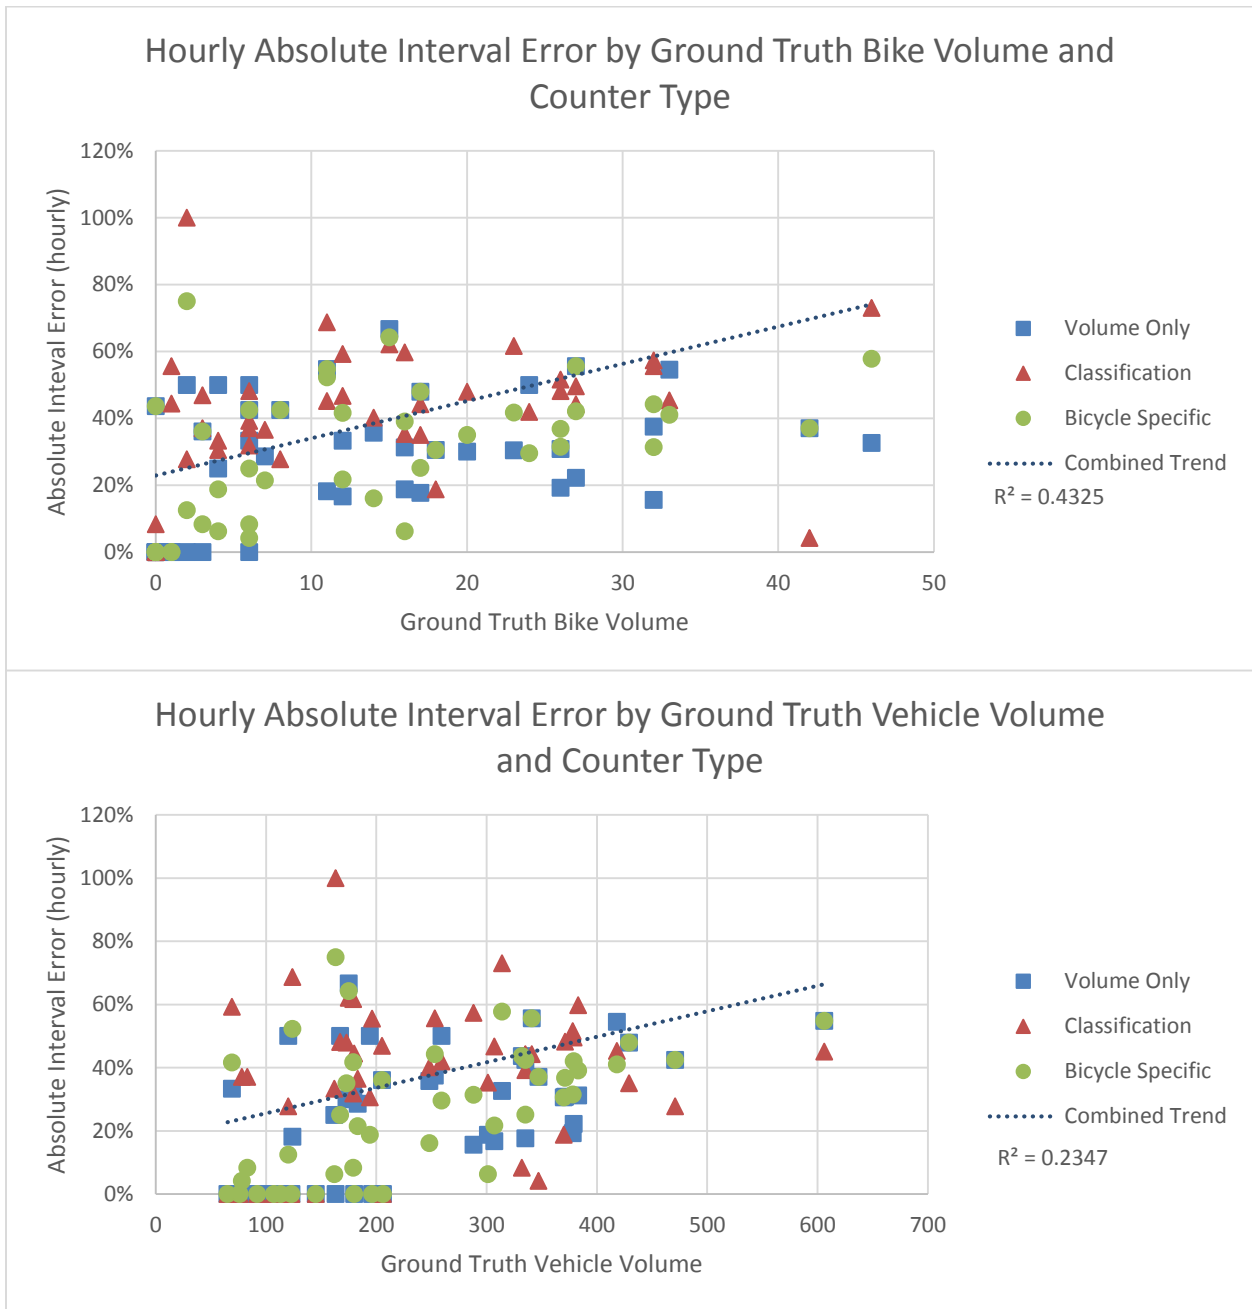 Hourly Absolute Interval Error by Ground Truth Bike Volume and
Counter Type
120%
100%
80%
60%
40%
20%
0%
Absolute Inteval Error (hourly)
0 10 20 30 40 50
Ground Truth Bike Volume
Volume Only
Classification
Bicycle Specific
Combined Trend
R² = 0.4325
Hourly Absolute Interval Error by Ground Truth Vehicle Volume
and Counter Type
120%
100%
80%
60%
40%
20%
0%
Absolute Interval Error (hourly)
0 100 200 300 400 500 600 700
Ground Truth Vehicle Volume
Volume Only
Classification
Bicycle Specific
Combined Trend
R² = 0.2347